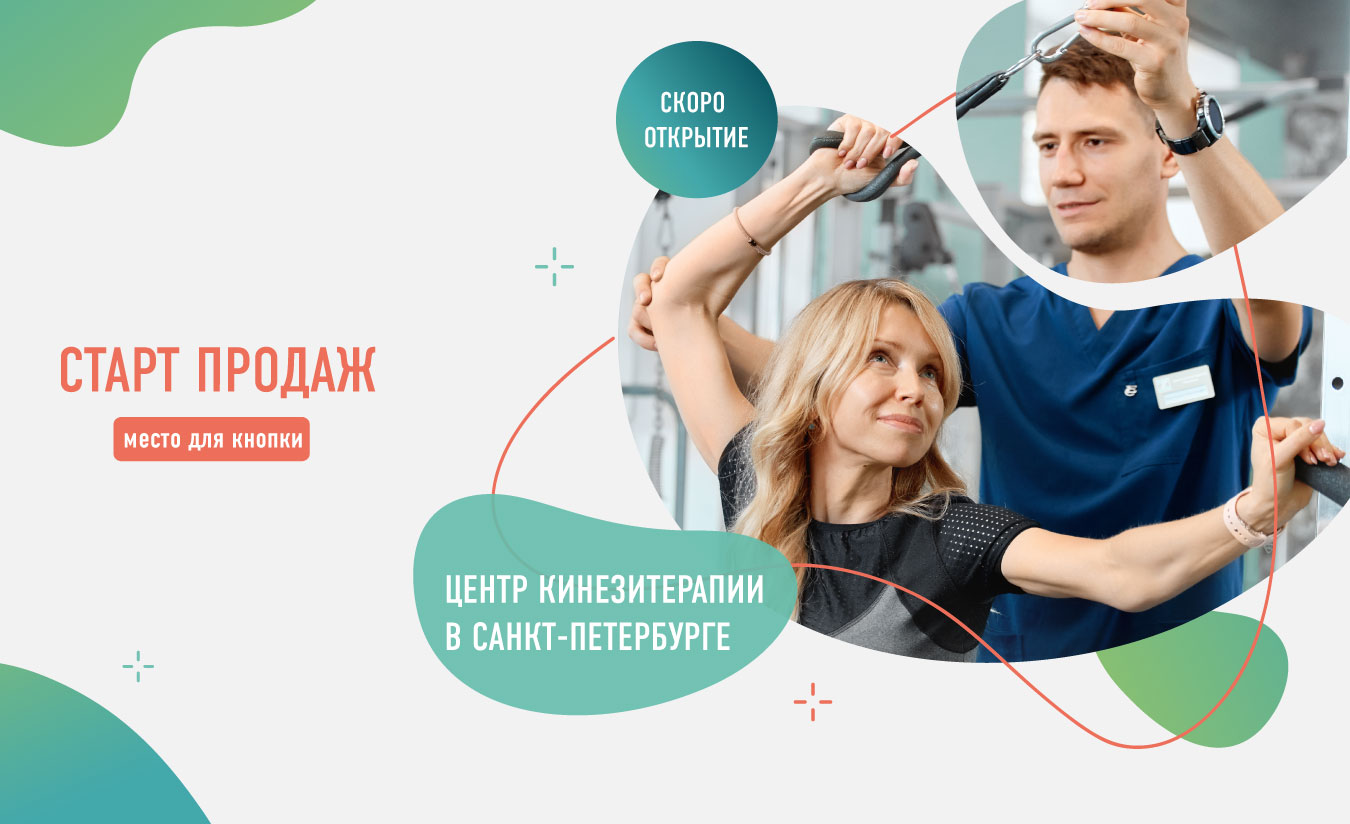 СКОРО
ОТКРЫТИЕ
СТАРТ ПРОДАЖ
место для кнопки
ЦЕНТР КИНЕЗИТЕРАПИИ
В САНКТ-ПЕТЕРБУРГЕ